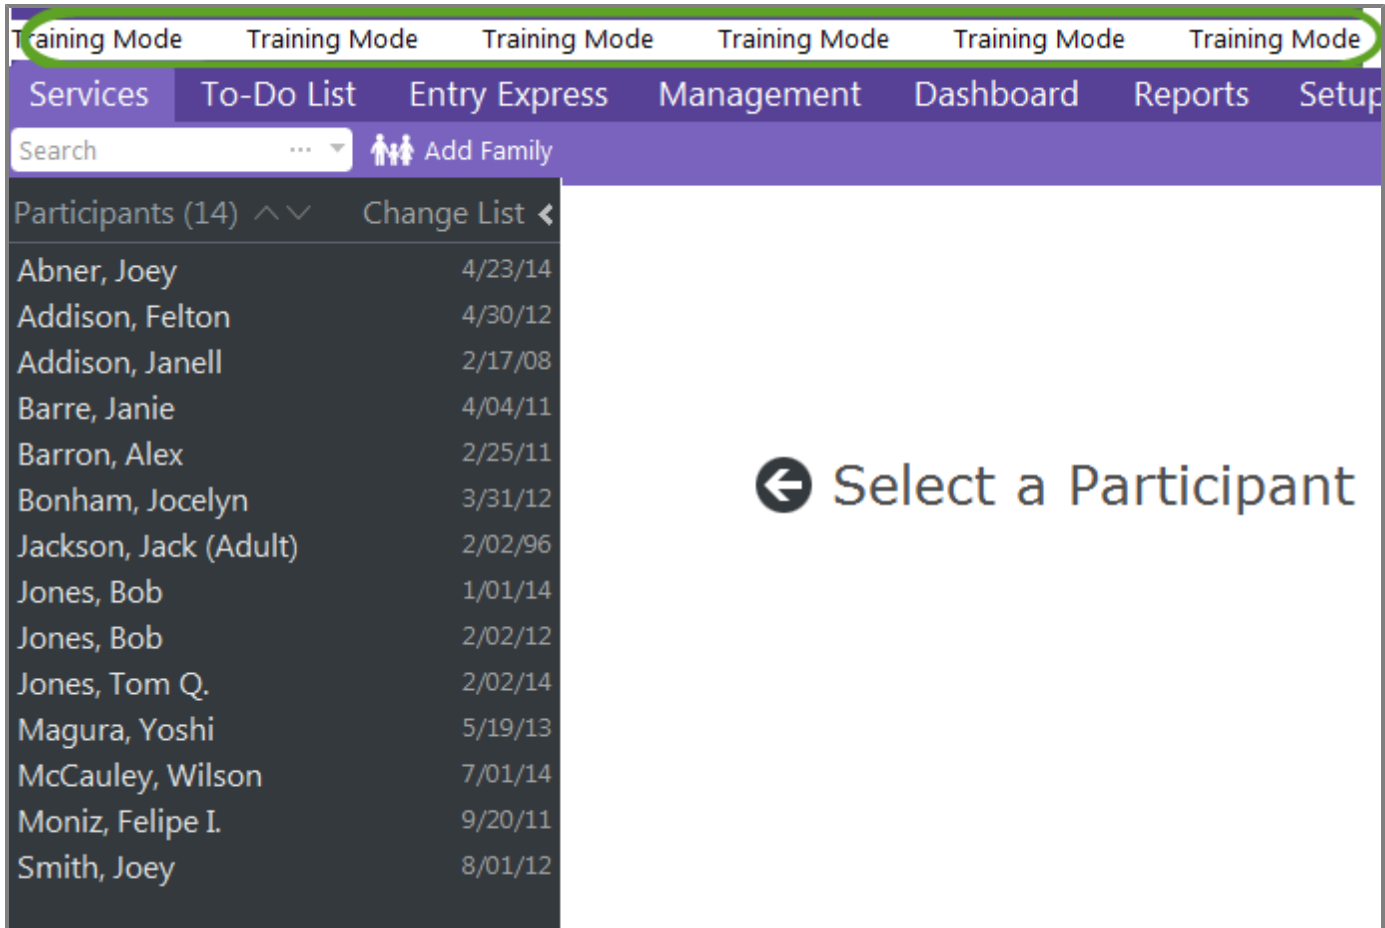 Training Mode Training Mode Training Mode Training Mode Training Mode Training Mode
Services To-Do List Entry Express Management Dashboard Reports Setup
Search ... Add Family
Participants (14) Change List
Abner, Joey 4/23/14
Addison, Felton 4/30/12
Addison, Janell 2/17/08
Barre, Janie 4/04/11
Barron, Alex 2/25/11
Bonham, Jocelyn 3/31/12
Select a Participant
Jackson, Jack (Adult) 2/02/96
Jones, Bob 1/01/14
Jones, Bob 2/02/12
Jones, Tom Q. 2/02/14
Magura, Yoshi 5/19/13
McCauley, Wilson 7/01/14
Moniz, Felipe I. 9/20/11
Smith, Joey 8/01/12